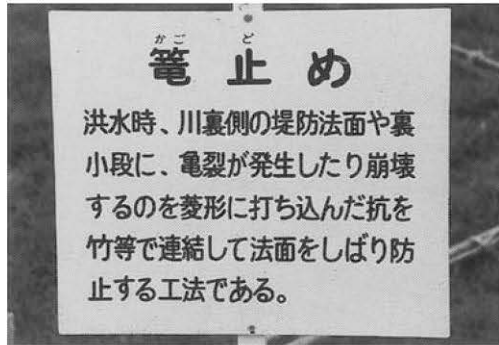 かご ど
篭止め
洪水時、川裏側の堤防法面や裏
小段に、亀裂が発生したり崩壊
するのを菱形に打ち込んだ抗を
竹等で連結して法面をしばり防
止する工法である。